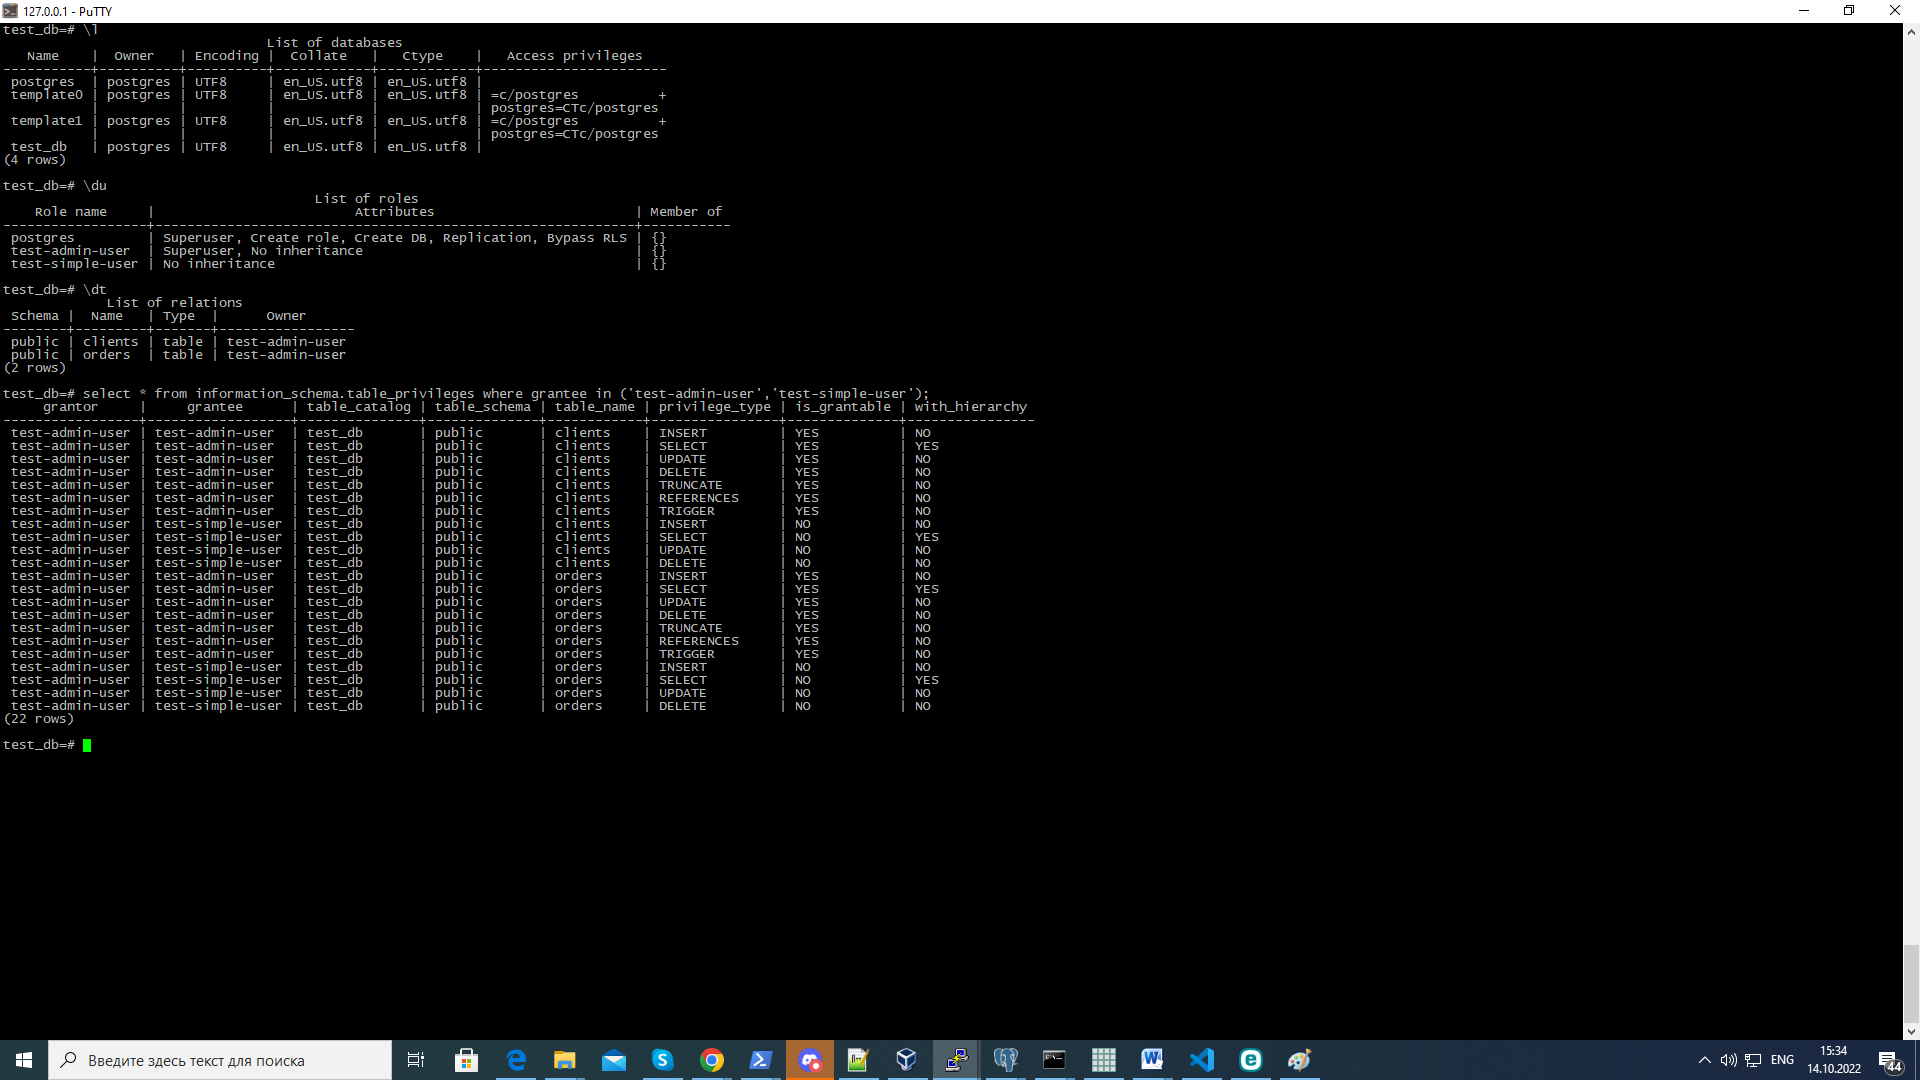 127.0.0.1 - PuTTY
test_db=# \l
                                 List of databases
   Name    |  Owner   | Encoding |  Collate   |   Ctype    |   Access privileges
-----------+----------+----------+------------+------------+-----------------------
 postgres  | postgres | UTF8     | en_US.utf8 | en_US.utf8 |
 template0 | postgres | UTF8     | en_US.utf8 | en_US.utf8 | =c/postgres          +
           |          |          |            |            | postgres=CTc/postgres
 template1 | postgres | UTF8     | en_US.utf8 | en_US.utf8 | =c/postgres          +
           |          |          |            |            | postgres=CTc/postgres
 test_db   | postgres | UTF8     | en_US.utf8 | en_US.utf8 |
(4 rows)
test_db=# \du
                                       List of roles
    Role name     |                         Attributes                         | Member of
------------------+------------------------------------------------------------+-----------
 postgres         | Superuser, Create role, Create DB, Replication, Bypass RLS | {}
 test-admin-user  | Superuser, No inheritance                                  | {}
 test-simple-user | No inheritance                                             | {}
test_db=# \dt
             List of relations
 Schema |  Name   | Type  |      Owner
--------+---------+-------+-----------------
 public | clients | table | test-admin-user
 public | orders  | table | test-admin-user
(2 rows)
test_db=# select * from information_schema.table_privileges where grantee in ('test-admin-user','test-simple-user');
     grantor     |     grantee      | table_catalog | table_schema | table_name | privilege_type | is_grantable | with_hierarchy
-----------------+------------------+---------------+--------------+------------+----------------+--------------+----------------
 test-admin-user | test-admin-user  | test_db       | public       | clients    | INSERT         | YES          | NO
 test-admin-user | test-admin-user  | test_db       | public       | clients    | SELECT         | YES          | YES
 test-admin-user | test-admin-user  | test_db       | public       | clients    | UPDATE         | YES          | NO
 test-admin-user | test-admin-user  | test_db       | public       | clients    | DELETE         | YES          | NO
 test-admin-user | test-admin-user  | test_db       | public       | clients    | TRUNCATE       | YES          | NO
 test-admin-user | test-admin-user  | test_db       | public       | clients    | REFERENCES     | YES          | NO
 test-admin-user | test-admin-user  | test_db       | public       | clients    | TRIGGER        | YES          | NO
 test-admin-user | test-simple-user | test_db       | public       | clients    | INSERT         | NO           | NO
 test-admin-user | test-simple-user | test_db       | public       | clients    | SELECT         | NO           | YES
 test-admin-user | test-simple-user | test_db       | public       | clients    | UPDATE         | NO           | NO
 test-admin-user | test-simple-user | test_db       | public       | clients    | DELETE         | NO           | NO
 test-admin-user | test-admin-user  | test_db       | public       | orders     | INSERT         | YES          | NO
 test-admin-user | test-admin-user  | test_db       | public       | orders     | SELECT         | YES          | YES
 test-admin-user | test-admin-user  | test_db       | public       | orders     | UPDATE         | YES          | NO
 test-admin-user | test-admin-user  | test_db       | public       | orders     | DELETE         | YES          | NO
 test-admin-user | test-admin-user  | test_db       | public       | orders     | TRUNCATE       | YES          | NO
 test-admin-user | test-admin-user  | test_db       | public       | orders     | REFERENCES     | YES          | NO
 test-admin-user | test-admin-user  | test_db       | public       | orders     | TRIGGER        | YES          | NO
 test-admin-user | test-simple-user | test_db       | public       | orders     | INSERT         | NO           | NO
 test-admin-user | test-simple-user | test_db       | public       | orders     | SELECT         | NO           | YES
 test-admin-user | test-simple-user | test_db       | public       | orders     | UPDATE         | NO           | NO
 test-admin-user | test-simple-user | test_db       | public       | orders     | DELETE         | NO           | NO
(22 rows)
test_db=#
Введите здесь текст для поиска
ENG
15:34
14.10.2022
44